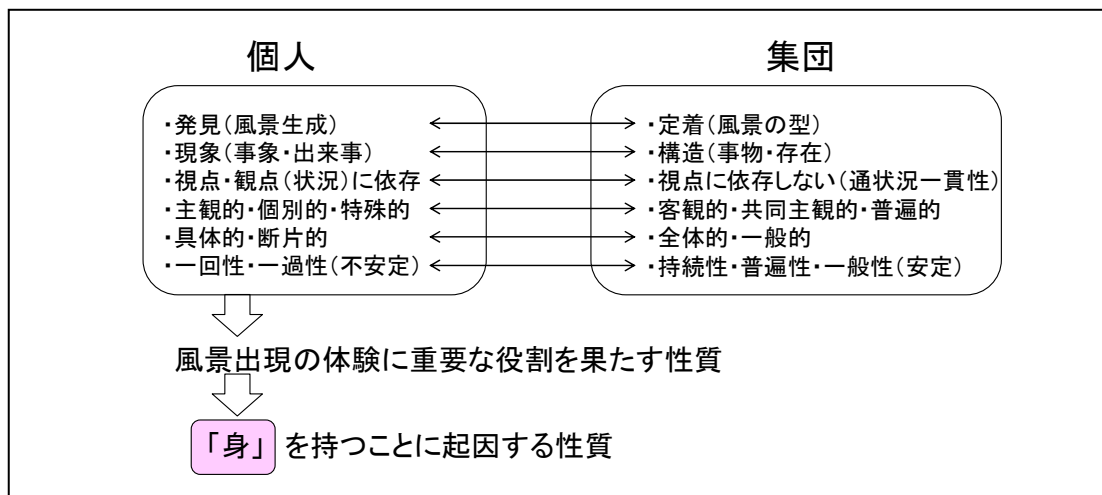 個人
集団
・発見(風景生成)
・定着(風景の型)
・現象(事象・出来事)
・構造(事物・存在)
・視点・観点(状況)に依存
・視点に依存しない(通状況一貫性)
・主観的・個別的・特殊的
・客観的・共同主観的・普遍的
・具体的・断片的
・全体的・一般的
・一回性・一過性(不安定)
・持続性・普遍性・一般性(安定)
風景出現の体験に重要な役割を果たす性質
「身」を持つことに起因する性質